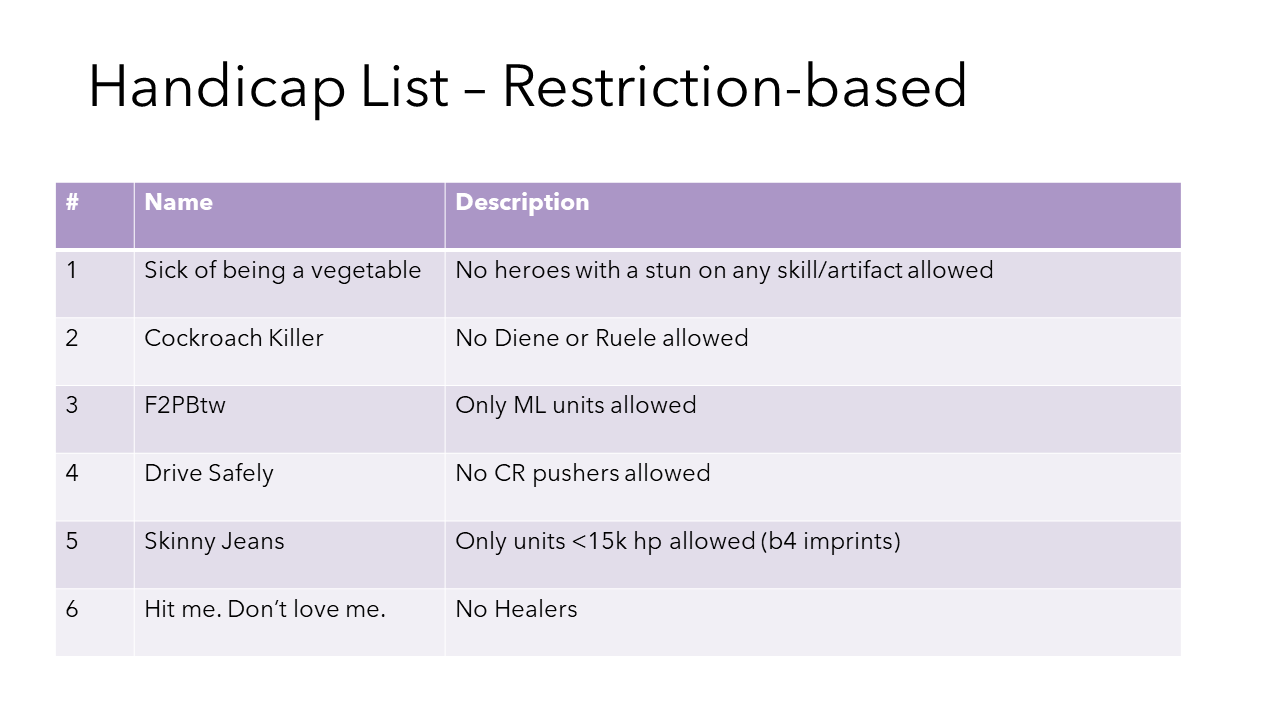 Handicap List – Restriction-based
# Name Description
1 Sick of being a vegetable No heroes with a stun on any skill/artifact allowed
2 Cockroach Killer No Diene or Ruele allowed
3 F2PBtw Only ML units allowed
4 Drive Safely No CR pushers allowed
5 Skinny Jeans Only units <15k hp allowed (b4 imprints)
6 Hit me. Don’t love me. No Healers